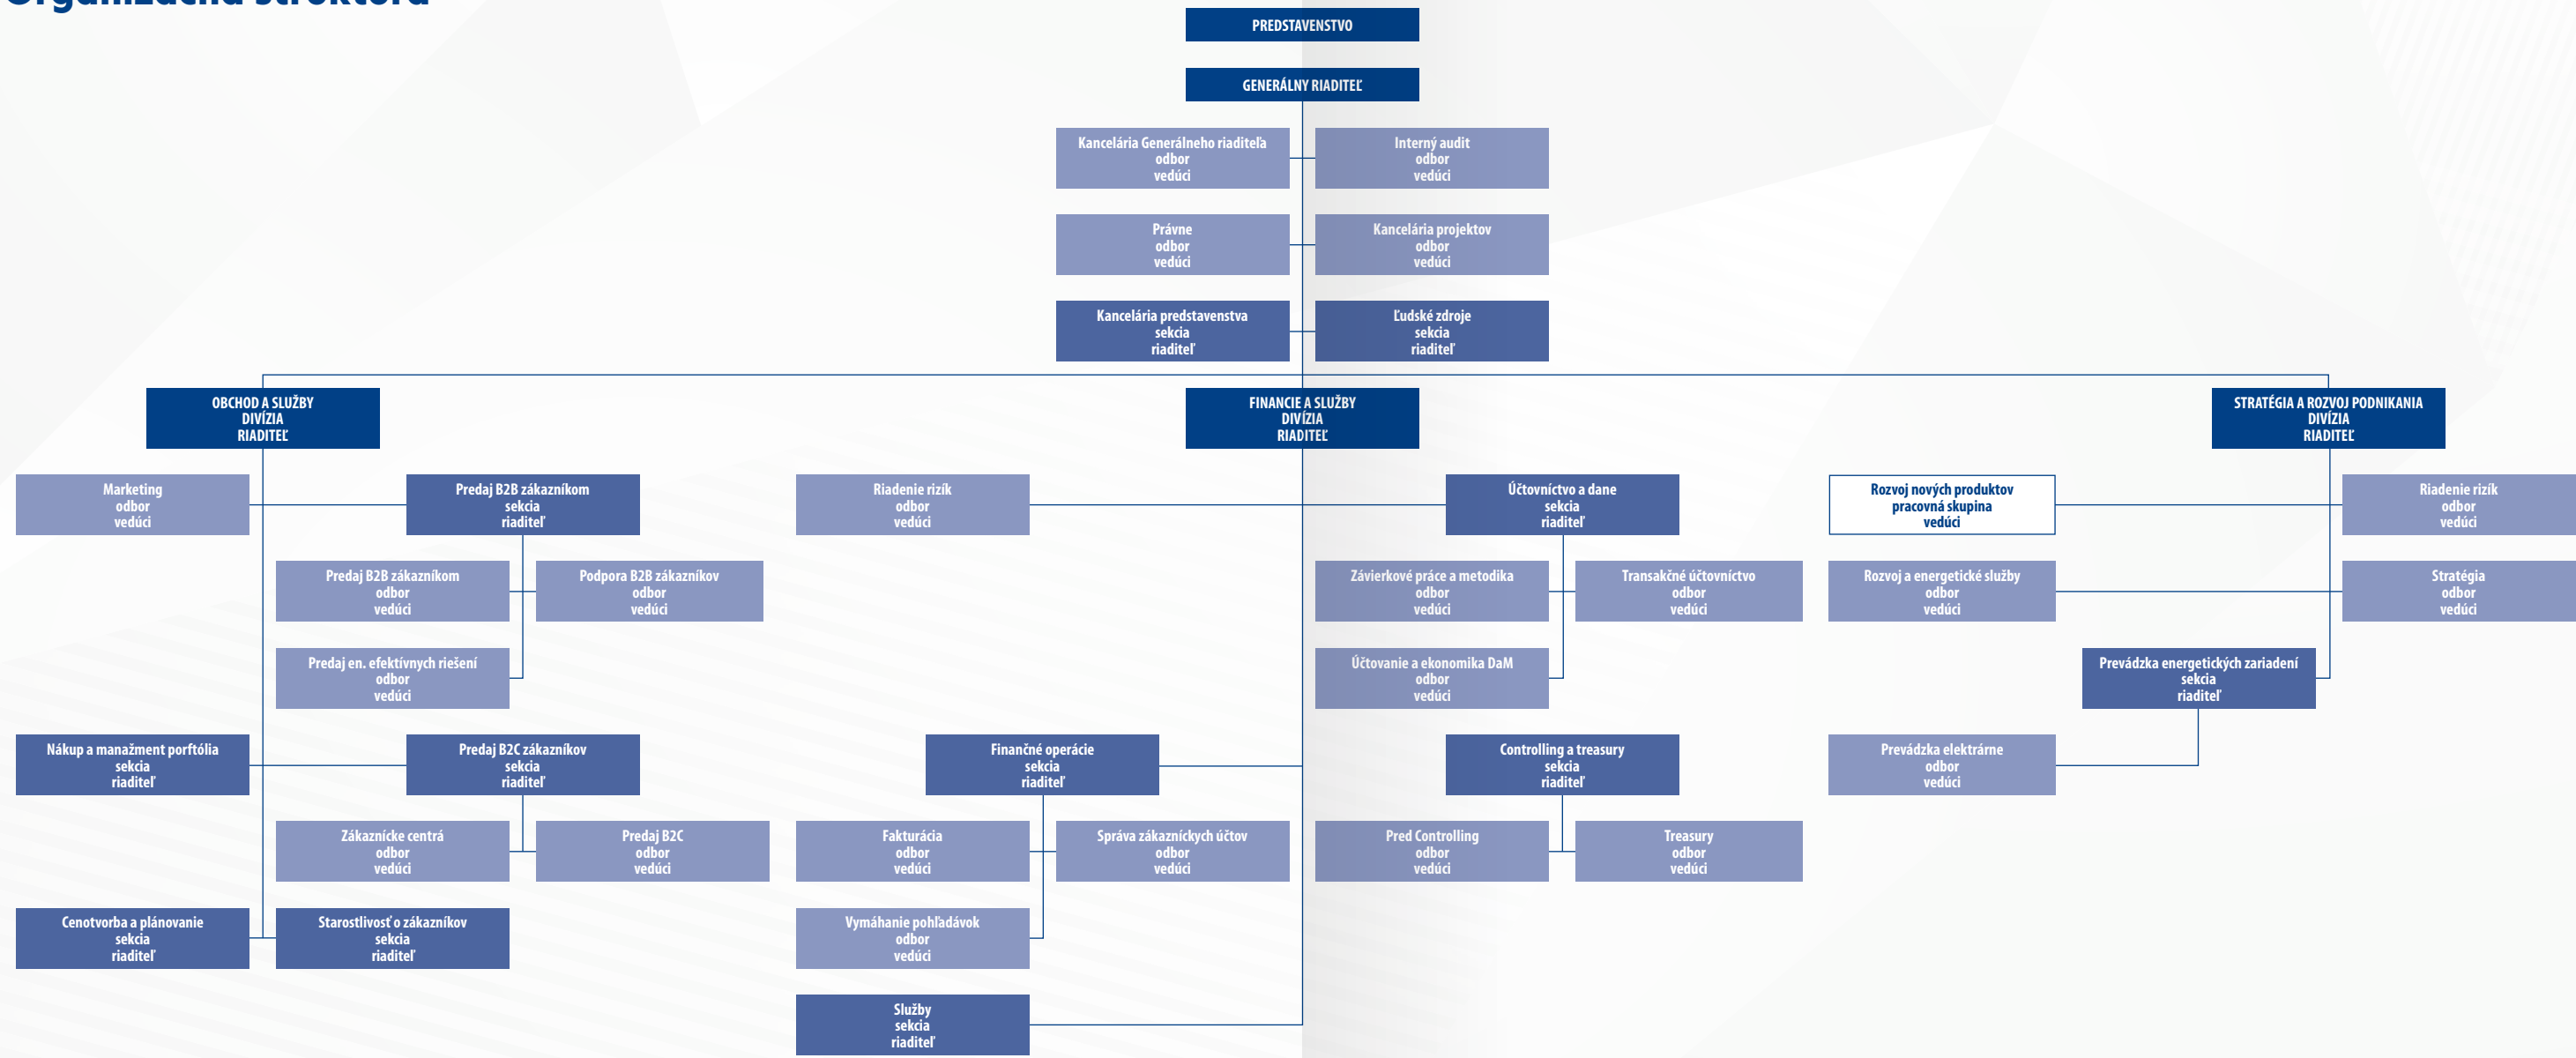 Organizačná štruktúra
PREDSTAVENSTVO
GENERÁLNY RIADITEĽ
Kancelária Generálneho riaditeľa
odbor
vedúci
Interný audit
odbor
vedúci
Právne
odbor
vedúci
Kancelária projektov
odbor
vedúci
Kancelária predstavenstva
sekcia
riaditeľ
Ľudské zdroje
sekcia
riaditeľ
OBCHOD A SLUŽBY
DIVÍZIA
RIADITEĽ
FINANCIE A SLUŽBY
DIVÍZIA
RIADITEĽ
STRATÉGIA A ROZVOJ PODNIKANIA
DIVÍZIA
RIADITEĽ
Marketing
odbor
vedúci
Predaj B2B zákazníkom
sekcia
riaditeľ
Riadenie rizík
odbor
vedúci
Účtovníctvo a dane
sekcia
riaditeľ
Rozvoj nových produktov
pracovná skupina
vedúci
Riadenie rizík
odbor
vedúci
Predaj B2B zákazníkom
odbor
vedúci
Podpora B2B zákazníkov
odbor
vedúci
Závierkové práce a metodika
odbor
vedúci
Transakčné účtovníctvo
odbor
vedúci
Rozvoj a energetické služby
odbor
vedúci
Stratégia
odbor
vedúci
Predaj en. efektívnych riešení
odbor
vedúci
Účtovanie a ekonomika DaM
odbor
vedúci
Prevádzka energetických zariadení
sekcia
riaditeľ
Nákup a manažment porftólia
sekcia
riaditeľ
Predaj B2C zákazníkov
sekcia
riaditeľ
Finančné operácie
sekcia
riaditeľ
Controlling a treasury
sekcia
riaditeľ
Prevádzka elektrárne
odbor
vedúci
Zákaznícke centrá
odbor
vedúci
Predaj B2C
odbor
vedúci
Fakturácia
odbor
vedúci
Správa zákazníckych účtov
odbor
vedúci
Pred Controlling
odbor
vedúci
Treasury
odbor
vedúci
Cenotvorba a plánovanie
sekcia
riaditeľ
Starostlivosť o zákazníkov
sekcia
riaditeľ
Vymáhanie pohľadávok
odbor
vedúci
Služby
sekcia
riaditeľ